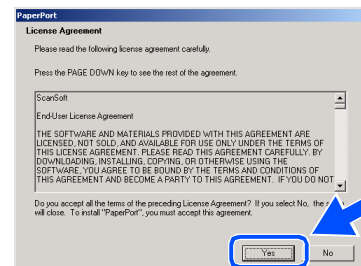 PaperPort
License Agreement
Please read the following license agreement carefully.
Press the PAGE DOWN key to see the rest of the agreement.
ScanSoft
End-User License Agreement
THE SOFTWARE AND MATERIALS PROVIDED WITH THIS AGREEMENT ARE
LICENSED, NOT SOLD, AND AVAILABLE FOR USE ONLY UNDER THE TERMS OF
THIS LICENSE AGREEMENT. PLEASE READ THIS AGREEMENT CAREFULLY. BY
DOWNLOADING, INSTALLING, COPYING, OR OTHERWISE USING THE
SOFTWARE, YOU AGREE TO BE BOUND BY THE TERMS AND CONDITIONS OF
THIS AGREEMENT AND BECOME A PARTY TO THIS AGREEMENT. IF YOU DO NOT
Do you accept all the terms of the preceding License Agreement? If you select No, the
will close. To install "PaperPort", you must accept this agreement.
Yes
No